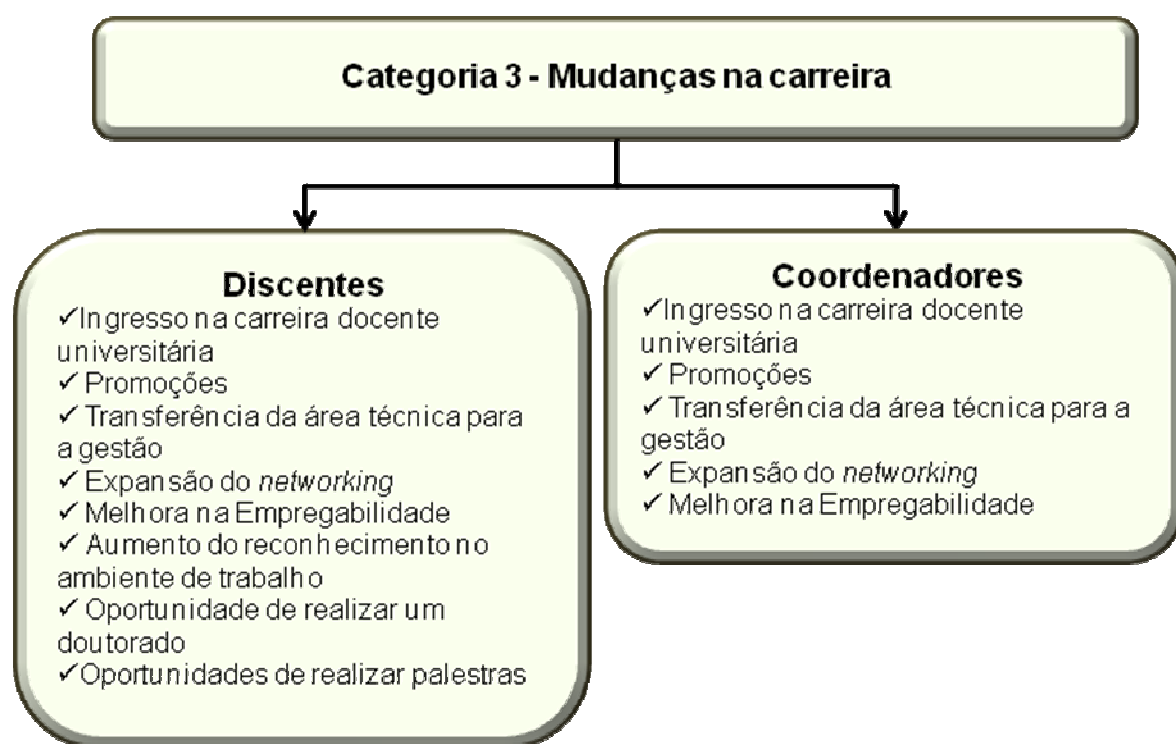 Categoria 3 - Mudanças na carreira
Discentes
✓Ingresso na carreira docente
universitária
✓ Promoções
✓ Transferência da área técnica para
a gestão
✓ Expansão do networking
✓ Melhora na Empregabilidade
✓ Aumento do reconhecimento no
ambiente de trabalho
✓ Oportunidade de realizar um
doutorado
✓Oportunidades de realizar palestras
Coordenadores
✓Ingresso na carreira docente
universitária
✓ Promoções
✓ Transferência da área técnica para a
gestão
✓ Expansão do networking
✓ Melhora na Empregabilidade